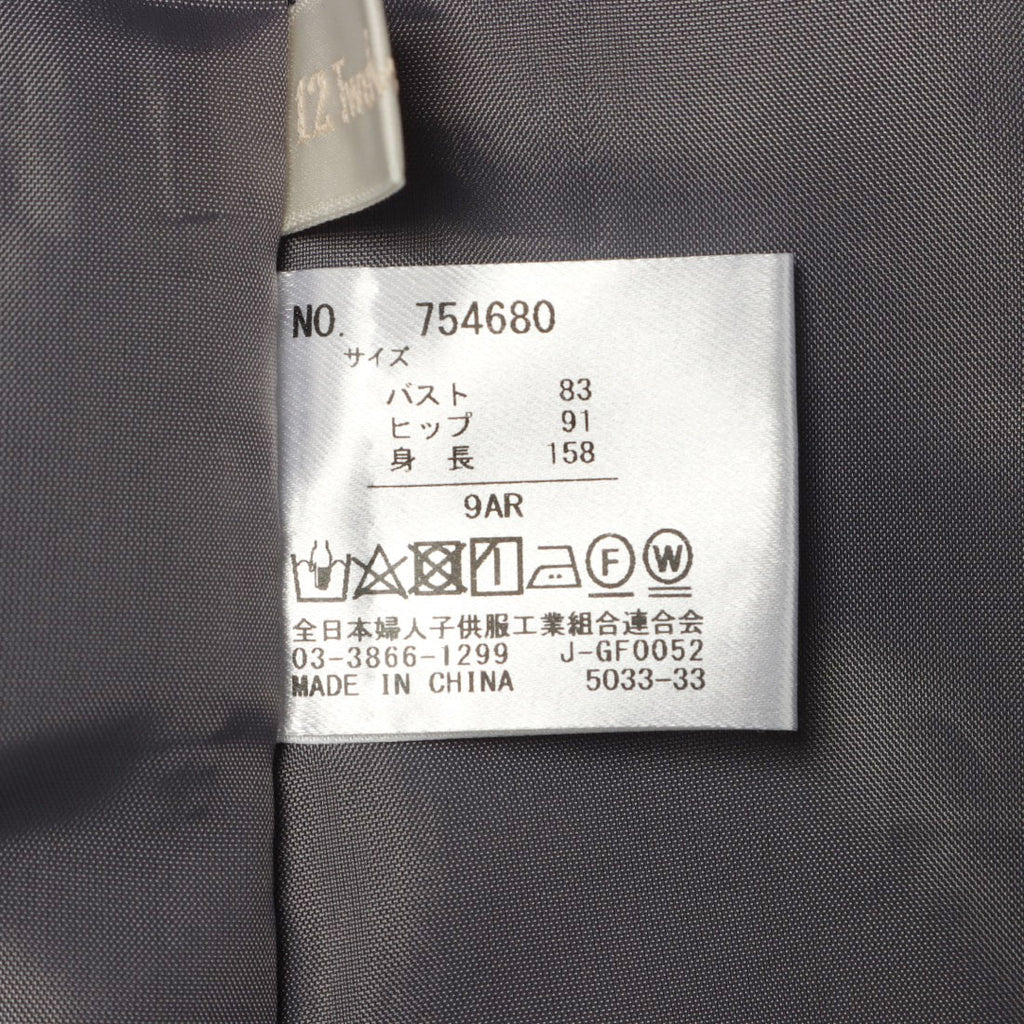 12
NO. 754680
サイズ
バスト 83
ヒップ 91
身長 158
9AR
F W
全日本婦人子供服工業組合連合会
03-3866-1299 J-GF0052
MADE IN CHINA 5033-33